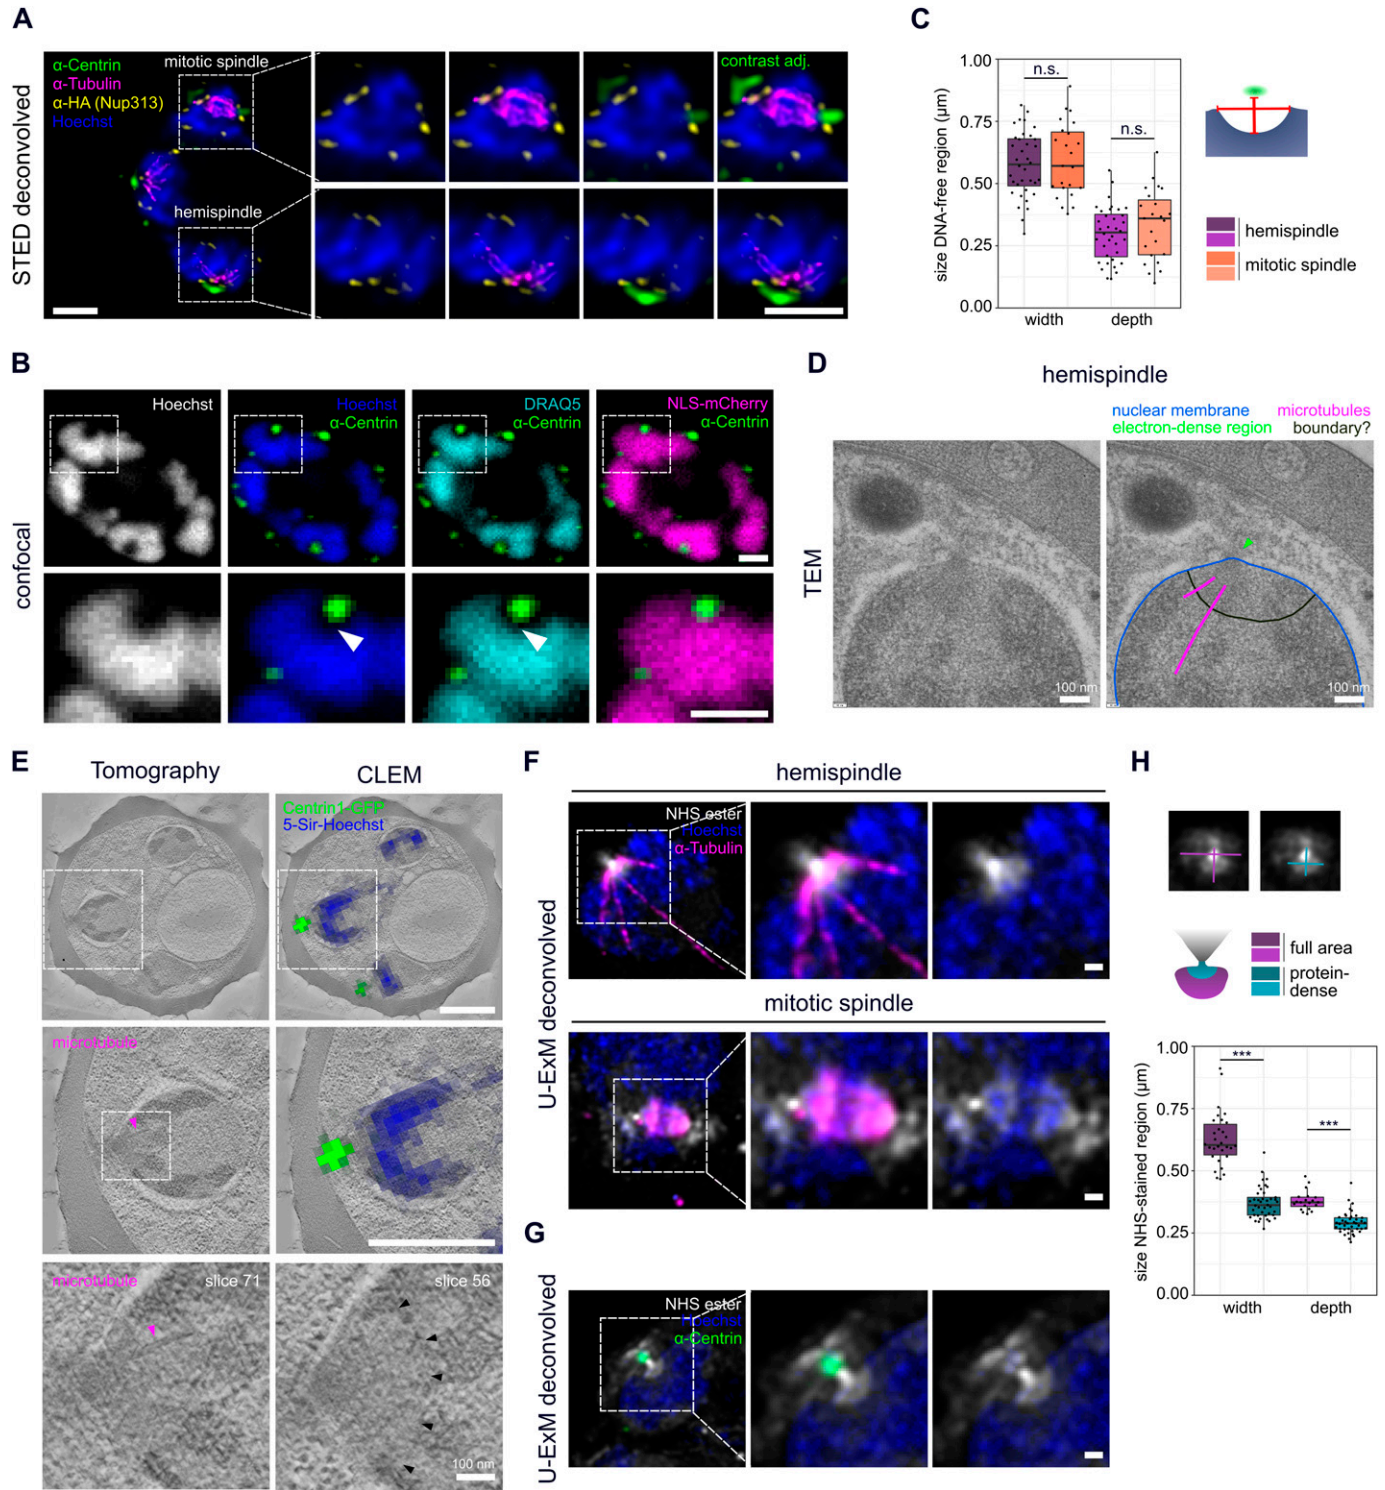 A
STED deconvolved
α-Centrin
α-Tubulin
α-HA (Nup313)
Hoechst
mitotic spindle
hemispindle
contrast adj.
B
confocal
Hoechst
Hoechst
α-Centrin
DRAQ5
α-Centrin
NLS-mCherry
α-Centrin
C
size DNA-free region (µm)
1.00
0.75
0.50
0.25
0.00
n.s.
n.s.
width
depth
hemispindle
mitotic spindle
D
hemispindle
TEM
nuclear membrane
electron-dense region
microtubules
boundary?
100 nm
100 nm
E
Tomography
CLEM
Centrin1-GFP
5-Sir-Hoechst
microtubule
microtubule
slice 71
slice 56
100 nm
F
U-ExM deconvolved
hemispindle
NHS ester
Hoechst
α-Tubulin
mitotic spindle
G
U-ExM deconvolved
NHS ester
Hoechst
α-Centrin
H
full area
protein-
dense
size NHS-stained region (µm)
1.00
0.75
0.50
0.25
0.00
***
***
width
depth